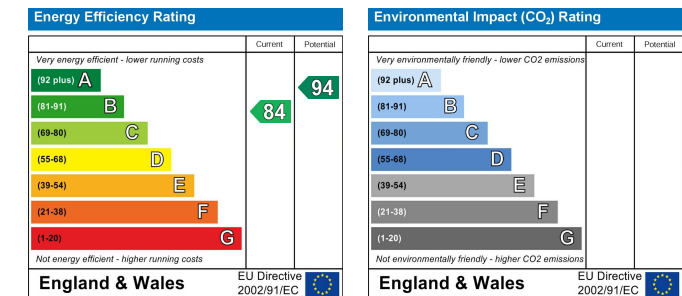 Energy Efficiency Rating
Current Potential
Very energy efficient - lower running costs
(92 plus) A
(81-91) B
(69-80) C
(55-68) D
(39-54) E
(21-38) F
(1-20) G
84
94
Not energy efficient - higher running costs
England & Wales
EU Directive
2002/91/EC
Environmental Impact (CO₂) Rating
Current Potential
Very environmentally friendly - lower CO2 emissions
(92 plus) A
(81-91) B
(69-80) C
(55-68) D
(39-54) E
(21-38) F
(1-20) G
Not environmentally friendly - higher CO2 emissions
England & Wales
EU Directive
2002/91/EC